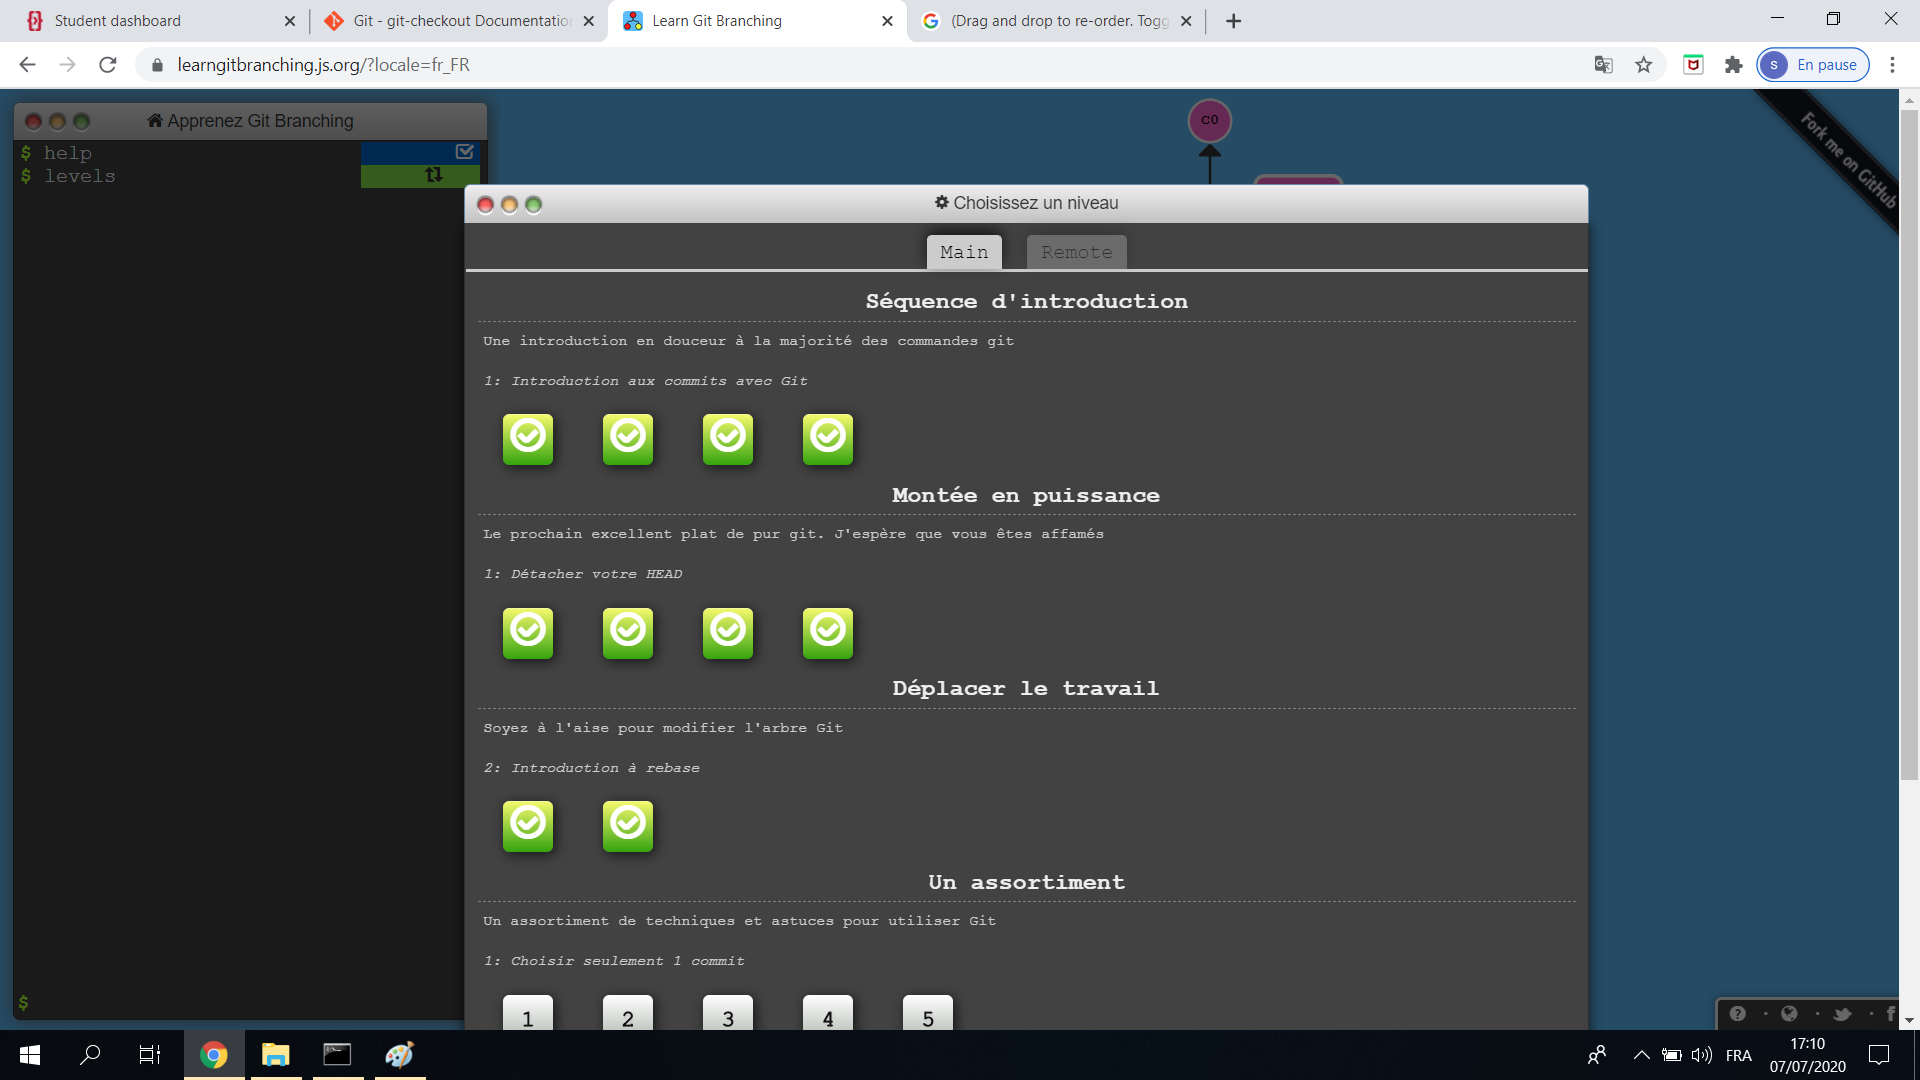 Student dashboard
Git - git-checkout Documentatio
Learn Git Branching
(Drag and drop to re-order. Togg
learngitbranching.js.org/?locale=fr_FR
S
En pause
Apprenez Git Branching
$ help
$ levels
C0
Fork me on GitHub
Choisissez un niveau
Main
Remote
Séquence d'introduction
Une introduction en douceur à la majorité des commandes git
1: Introduction aux commits avec Git
Montée en puissance
Le prochain excellent plat de pur git. J'espère que vous êtes affamés
1: Détacher votre HEAD
Déplacer le travail
Soyez à l'aise pour modifier l'arbre Git
2: Introduction à rebase
Un assortiment
Un assortiment de techniques et astuces pour utiliser Git
1: Choisir seulement 1 commit
1 2 3 4 5
$
FRA
17:10
07/07/2020